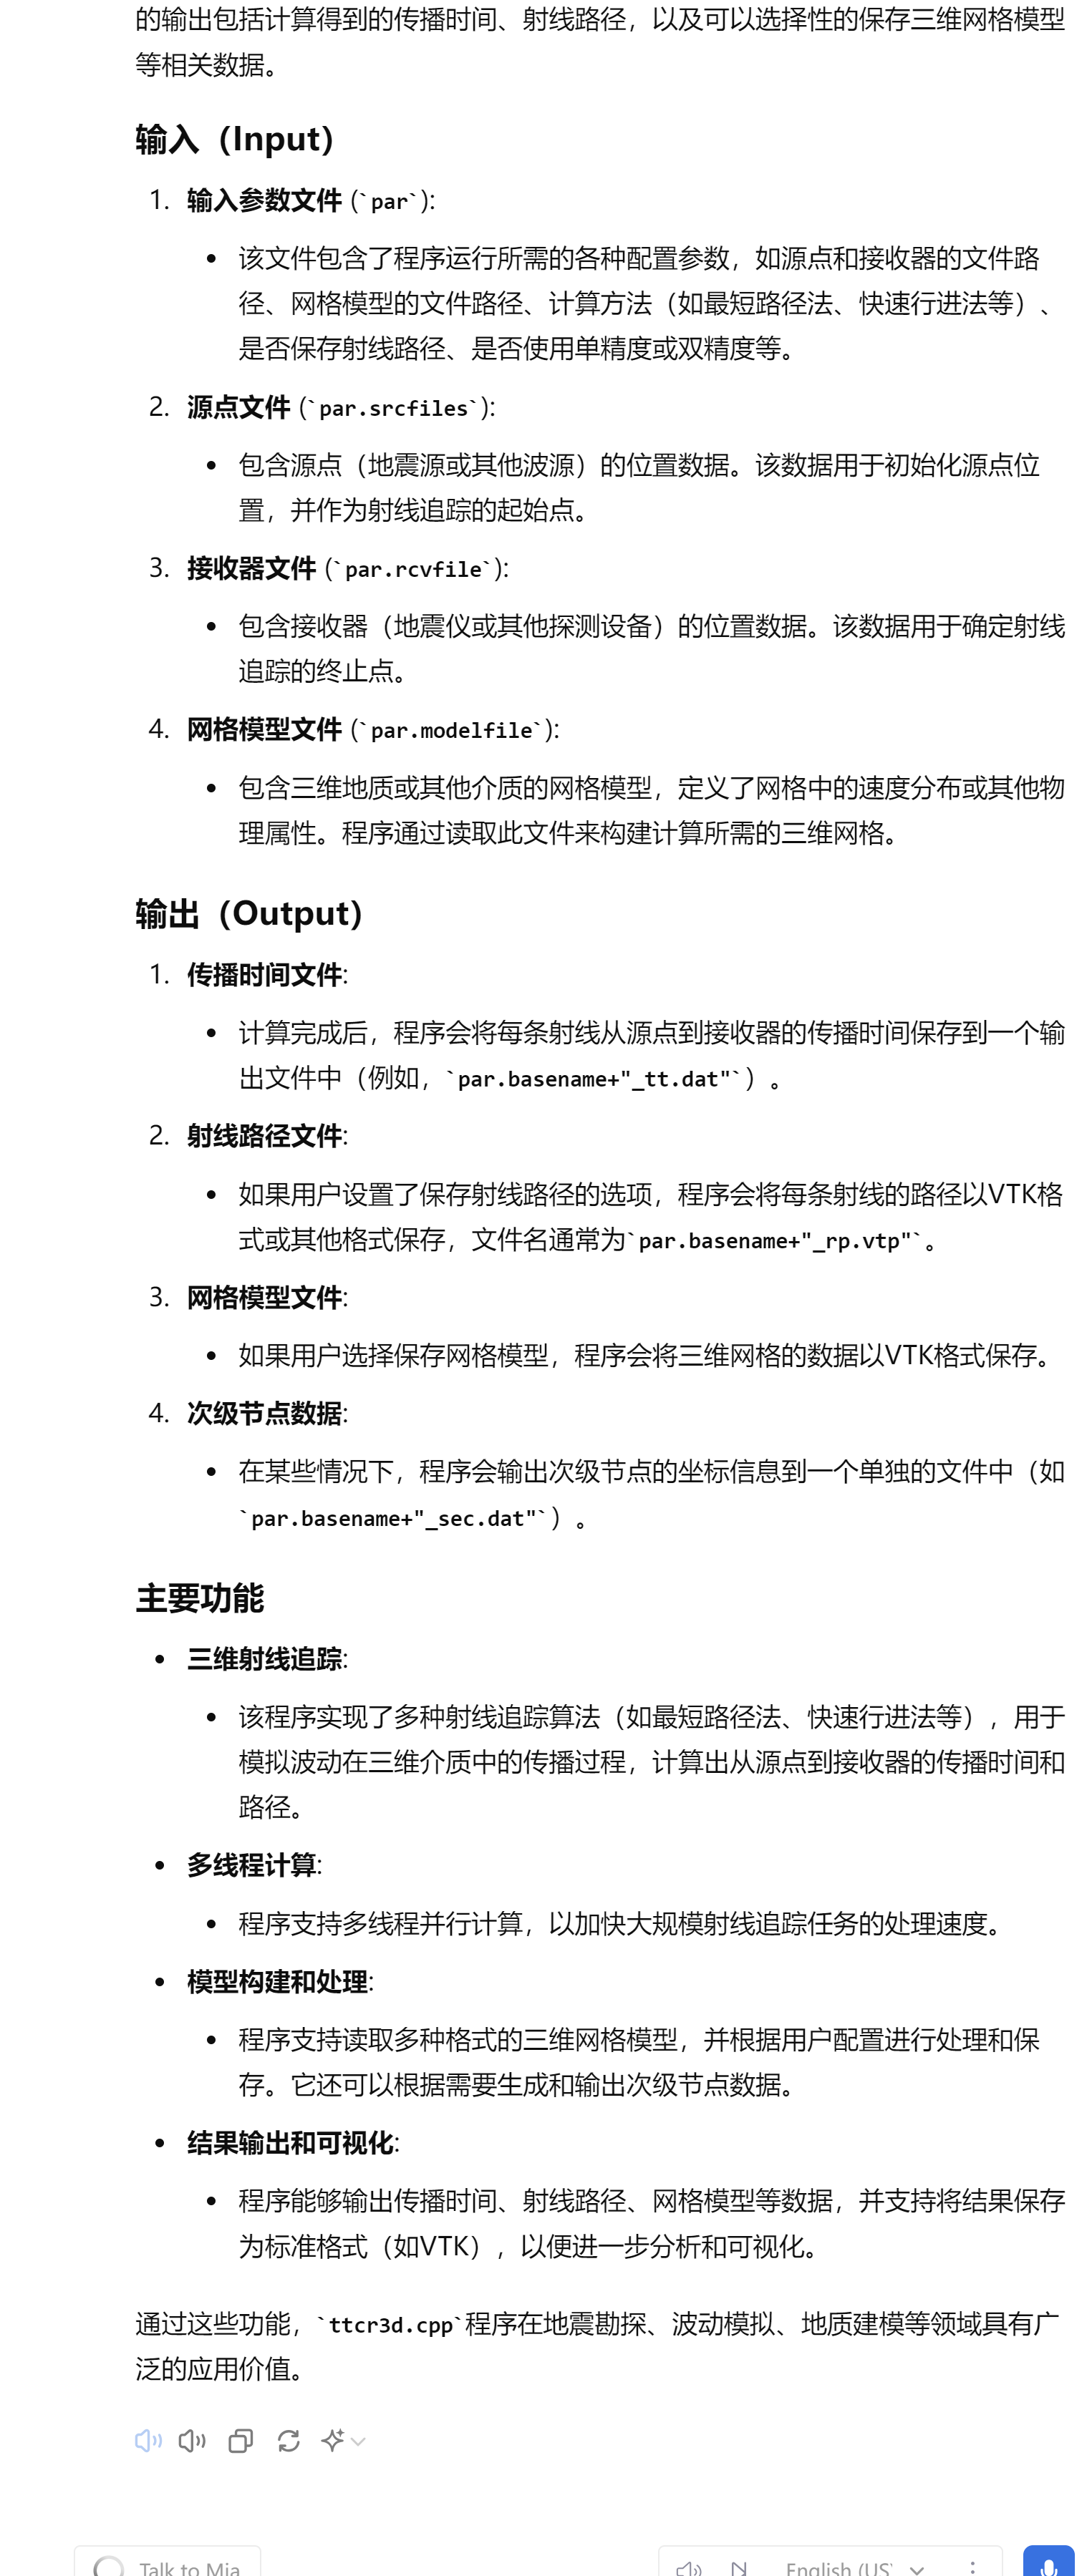 的输出包括计算得到的传播时间、射线路径，以及可以选择性的保存三维网格模型
等相关数据。
输入（Input）
1. 输入参数文件 (`par`):
• 该文件包含了程序运行所需的各种配置参数，如源点和接收器的文件路
径、网格模型的文件路径、计算方法（如最短路径法、快速行进法等）、
是否保存射线路径、是否使用单精度或双精度等。
2. 源点文件 (`par.srcfiles`):
• 包含源点（地震源或其他波源）的位置数据。该数据用于初始化源点位
置，并作为射线追踪的起始点。
3. 接收器文件 (`par.rcvfile`):
• 包含接收器（地震仪或其他探测设备）的位置数据。该数据用于确定射线
追踪的终止点。
4. 网格模型文件 (`par.modelfile`):
• 包含三维地质或其他介质的网格模型，定义了网格中的速度分布或其他物
理属性。程序通过读取此文件来构建计算所需的三维网格。
输出（Output）
1. 传播时间文件:
• 计算完成后，程序会将每条射线从源点到接收器的传播时间保存到一个输
出文件中（例如，`par.basename+"_tt.dat"`）。
2. 射线路径文件:
• 如果用户设置了保存射线路径的选项，程序会将每条射线的路径以VTK格
式或其他格式保存，文件名通常为`par.basename+"_rp.vtp"`。
3. 网格模型文件:
• 如果用户选择保存网格模型，程序会将三维网格的数据以VTK格式保存。
4. 次级节点数据:
• 在某些情况下，程序会输出次级节点的坐标信息到一个单独的文件中（如
`par.basename+"_sec.dat"`）。
主要功能
• 三维射线追踪:
• 该程序实现了多种射线追踪算法（如最短路径法、快速行进法等），用于
模拟波动在三维介质中的传播过程，计算出从源点到接收器的传播时间和
路径。
• 多线程计算:
• 程序支持多线程并行计算，以加快大规模射线追踪任务的处理速度。
• 模型构建和处理:
• 程序支持读取多种格式的三维网格模型，并根据用户配置进行处理和保
存。它还可以根据需要生成和输出次级节点数据。
• 结果输出和可视化:
• 程序能够输出传播时间、射线路径、网格模型等数据，并支持将结果保存
为标准格式（如VTK），以便进一步分析和可视化。
通过这些功能，`ttcr3d.cpp`程序在地震勘探、波动模拟、地质建模等领域具有广
泛的应用价值。
Talk to Mia
English (US